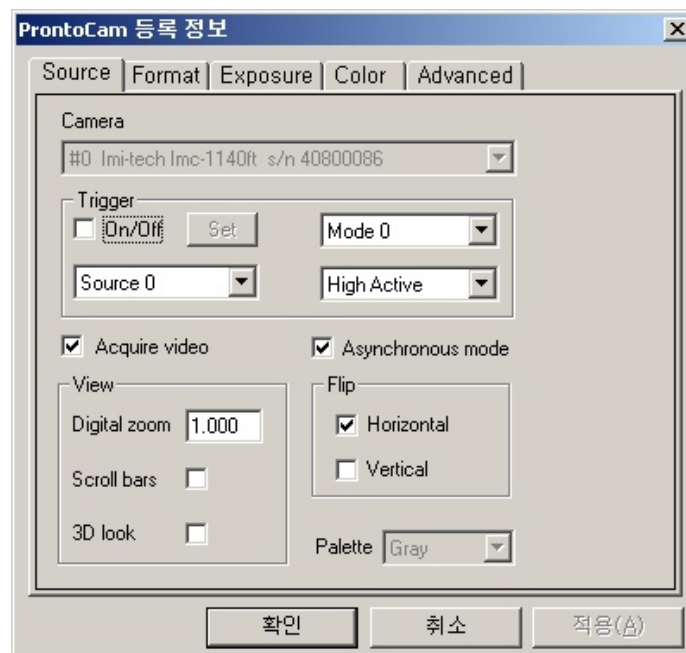 ProntoCam 등록 정보
Source Format Exposure Color Advanced
Camera
#0 Imi-tech Imc-1140ft s/n 40800086
Trigger
On/Off Set Mode 0
Source 0 High Active
Acquire video Asynchronous mode
View Flip
Digital zoom 1.000 Horizontal
Scroll bars Vertical
3D look
Palette Gray
확인 취소 적용(A)